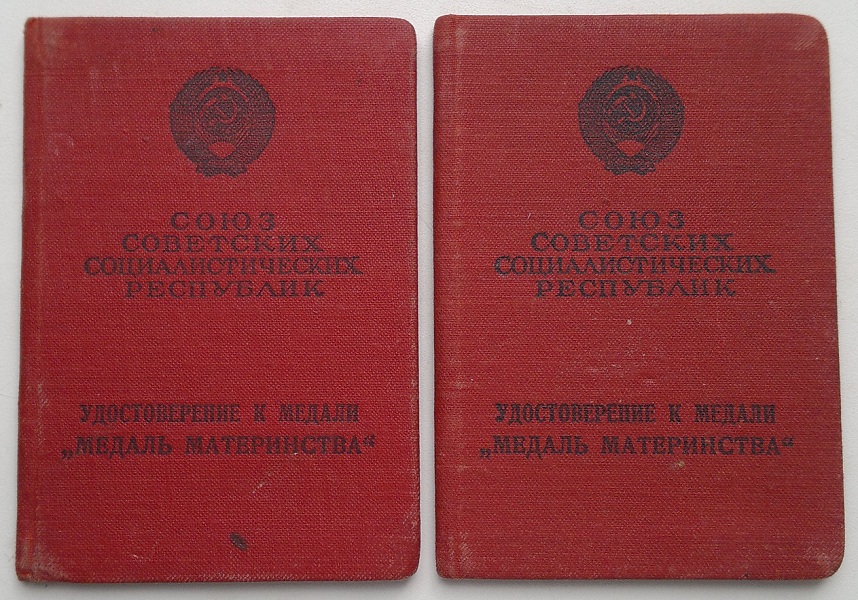 СОЮЗ
СОВЕТСКИХ
СОЦИАЛИСТИЧЕСКИХ
РЕСПУБЛИК
УДОСТОВЕРЕНИЕ К МЕДАЛИ
„МЕДАЛЬ МАТЕРИНСТВА“
СОЮЗ
СОВЕТСКИХ
СОЦИАЛИСТИЧЕСКИХ
РЕСПУБЛИК
УДОСТОВЕРЕНИЕ К МЕДАЛИ
„МЕДАЛЬ МАТЕРИНСТВА“